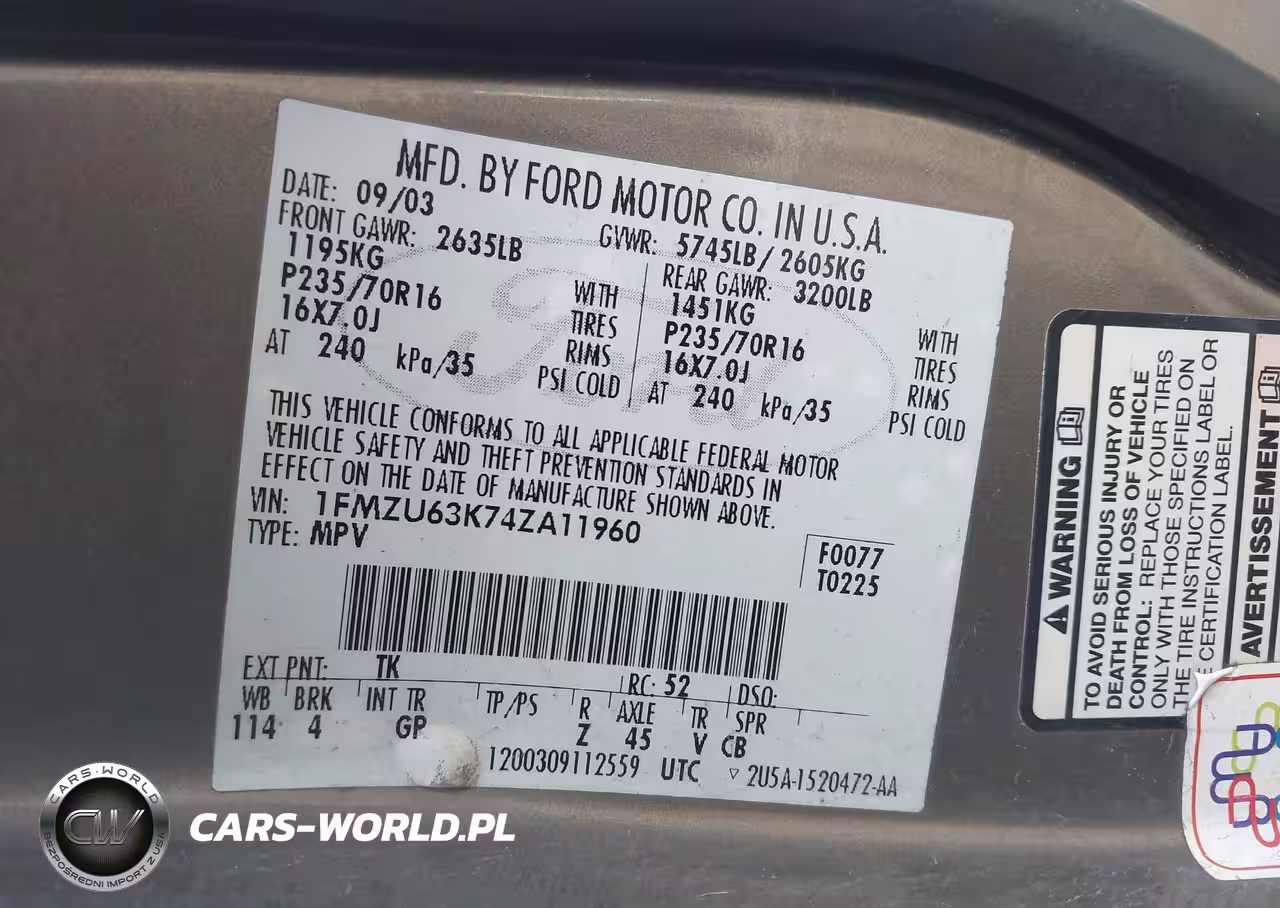 MFD. BY FORD MOTOR CO. IN U.S.A.
DATE: 09/03
GVWR: 5745LB/ 2605KG
FRONT GAWR: 2635LB
1195KG
P235/70R16
16X7.0J
AT 240 kPa/35
WITH
TIRES
RIMS
PSI COLD
REAR GAWR: 3200LB
1451KG
P235/70R16
16X7.0J
AT 240 kPa/35
WITH
TIRES
RIMS
PSI COLD
THIS VEHICLE CONFORMS TO ALL APPLICABLE FEDERAL MOTOR
VEHICLE SAFETY AND THEFT PREVENTION STANDARDS IN
EFFECT ON THE DATE OF MANUFACTURE SHOWN ABOVE.
VIN: 1FMZU63K74ZA11960
TYPE: MPV
F0077
T0225
EXT PNT: TK
RC: 52 DSO:
WB BRK INT TR TP/PS R AXLE TR SPR
114 4 GP Z 45 V CB
1200309112559 UTC ▽ 2U5A-1520472-AA
⚠ WARNING
TO AVOID SERIOUS INJURY OR
DEATH FROM LOSS OF VEHICLE
CONTROL: REPLACE YOUR TIRES
ONLY WITH THOSE SPECIFIED ON
THE TIRE INSTRUCTIONS LABEL OR
CERTIFICATION LABEL.
AVERTISSEMENT
CARS-WORLD
CW
BEZPOŚREDNI IMPORT Z USA
CARS-WORLD.PL